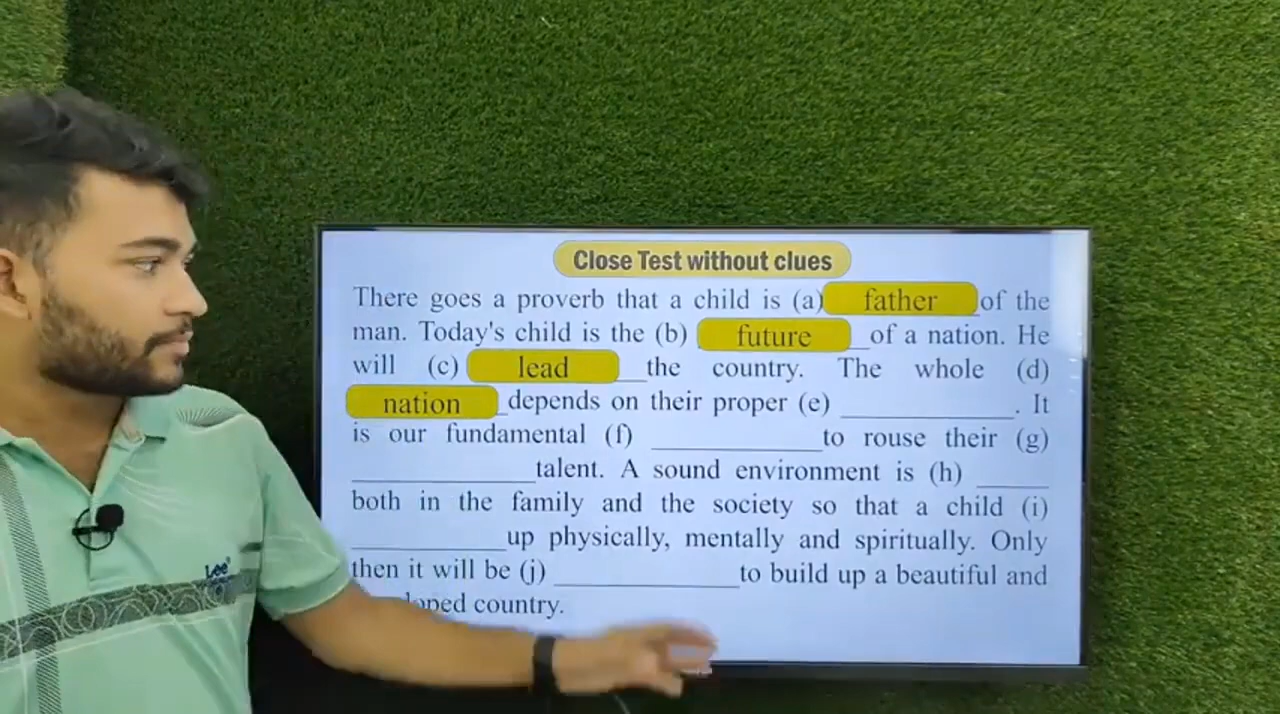 Close Test without clues
There goes a proverb that a child is (a) father of the
man. Today's child is the (b) future of a nation. He
will (c) lead the country. The whole (d)
nation depends on their proper (e) ____________. It
is our fundamental (f) ____________ to rouse their (g)
____________ talent. A sound environment is (h) _____
both in the family and the society so that a child (i)
___________ up physically, mentally and spiritually. Only
then it will be (j) _____________ to build up a beautiful and
country.
Lee